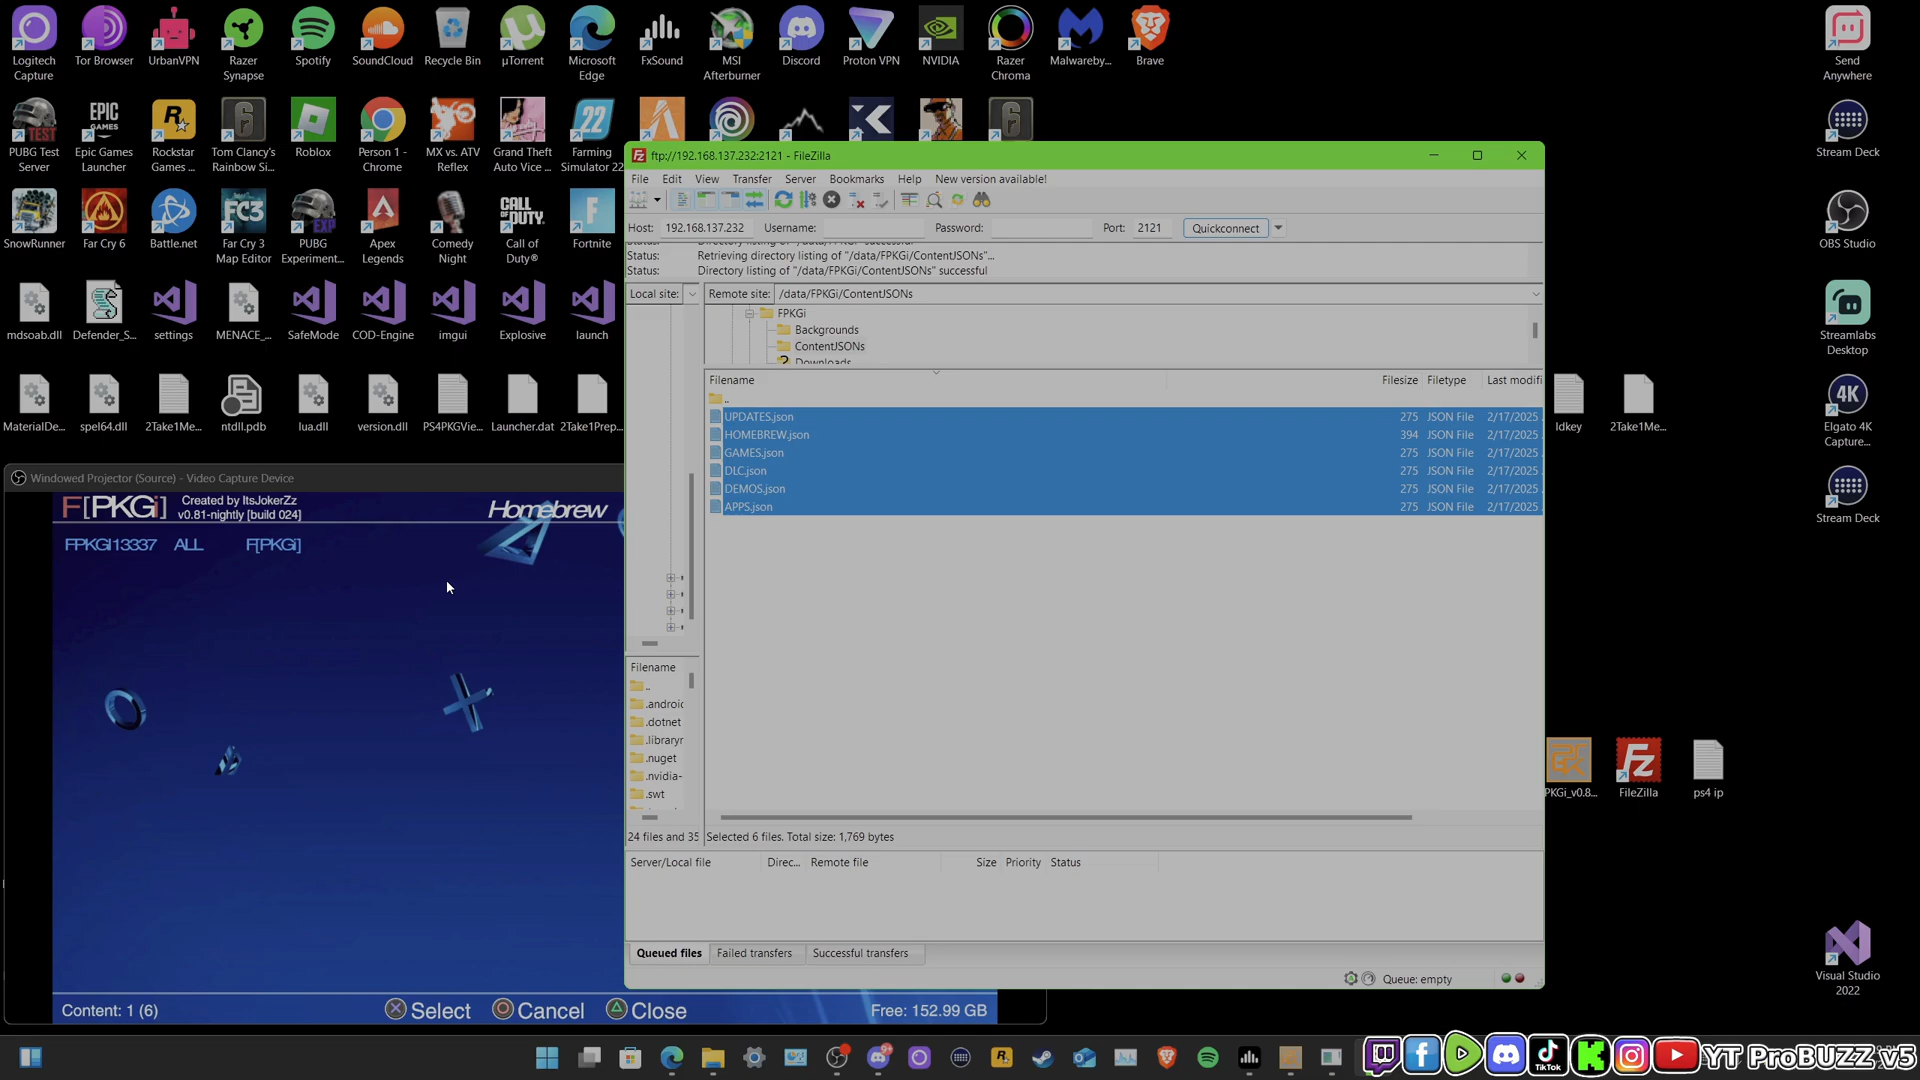 Logitech Capture
Tor Browser
UrbanVPN
Razer Synapse
Spotify
SoundCloud
Recycle Bin
µTorrent
Microsoft Edge
FxSound
MSI Afterburner
Discord
Proton VPN
NVIDIA
Razer Chroma
Malwareby...
Brave
Send Anywhere
PUBG Test Server
Epic Games Launcher
Rockstar Games ...
Tom Clancy's Rainbow Si...
Roblox
Person 1 - Chrome
MX vs. ATV Reflex
Grand Theft Auto Vice ...
Farming Simulator 22
Stream Deck
SnowRunner
Far Cry 6
Battle.net
Far Cry 3 Map Editor
PUBG Experiment...
Apex Legends
Comedy Night
Call of Duty®
Fortnite
OBS Studio
mdsoab.dll
Defender_S...
settings
MENACE_...
SafeMode
COD-Engine
imgui
Explosive
launch
Streamlabs Desktop
MaterialDe...
spel64.dll
2Take1Me...
ntdll.pdb
lua.dll
version.dll
PS4PKGVie...
Launcher.dat
2Take1Prep...
ldkey
2Take1Me...
Elgato 4K Capture...
Stream Deck
PKGi_v0.8...
FileZilla
ps4 ip
Visual Studio 2022
ftp://192.168.137.232:2121 - FileZilla
File Edit View Transfer Server Bookmarks Help New version available!
Host: 192.168.137.232 Username: Password: Port: 2121 Quickconnect
Status: Retrieving directory listing of "/data/FPKGi/ContentJSONs"...
Status: Directory listing of "/data/FPKGi/ContentJSONs" successful
Local site:
Remote site: /data/FPKGi/ContentJSONs
FPKGi
Backgrounds
ContentJSONs
Downloads
Filename Filesize Filetype Last modifi
..
UPDATES.json 275 JSON File 2/17/2025
HOMEBREW.json 394 JSON File 2/17/2025
GAMES.json 275 JSON File 2/17/2025
DLC.json 275 JSON File 2/17/2025
DEMOS.json 275 JSON File 2/17/2025
APPS.json 275 JSON File 2/17/2025
Filename
..
.android
.dotnet
.libraryr
.nuget
.nvidia-
.swt
24 files and 35
Selected 6 files. Total size: 1,769 bytes
Server/Local file Direc... Remote file Size Priority Status
Queued files Failed transfers Successful transfers
Queue: empty
Windowed Projector (Source) - Video Capture Device
F[PKGi] Created by ItsJokerZz
v0.81-nightly [build 024]
Homebrew
FPKGi13337 ALL F[PKGi]
Content: 1 (6) Select Cancel Close Free: 152.99 GB
TikTok
YT ProBUZZ v5